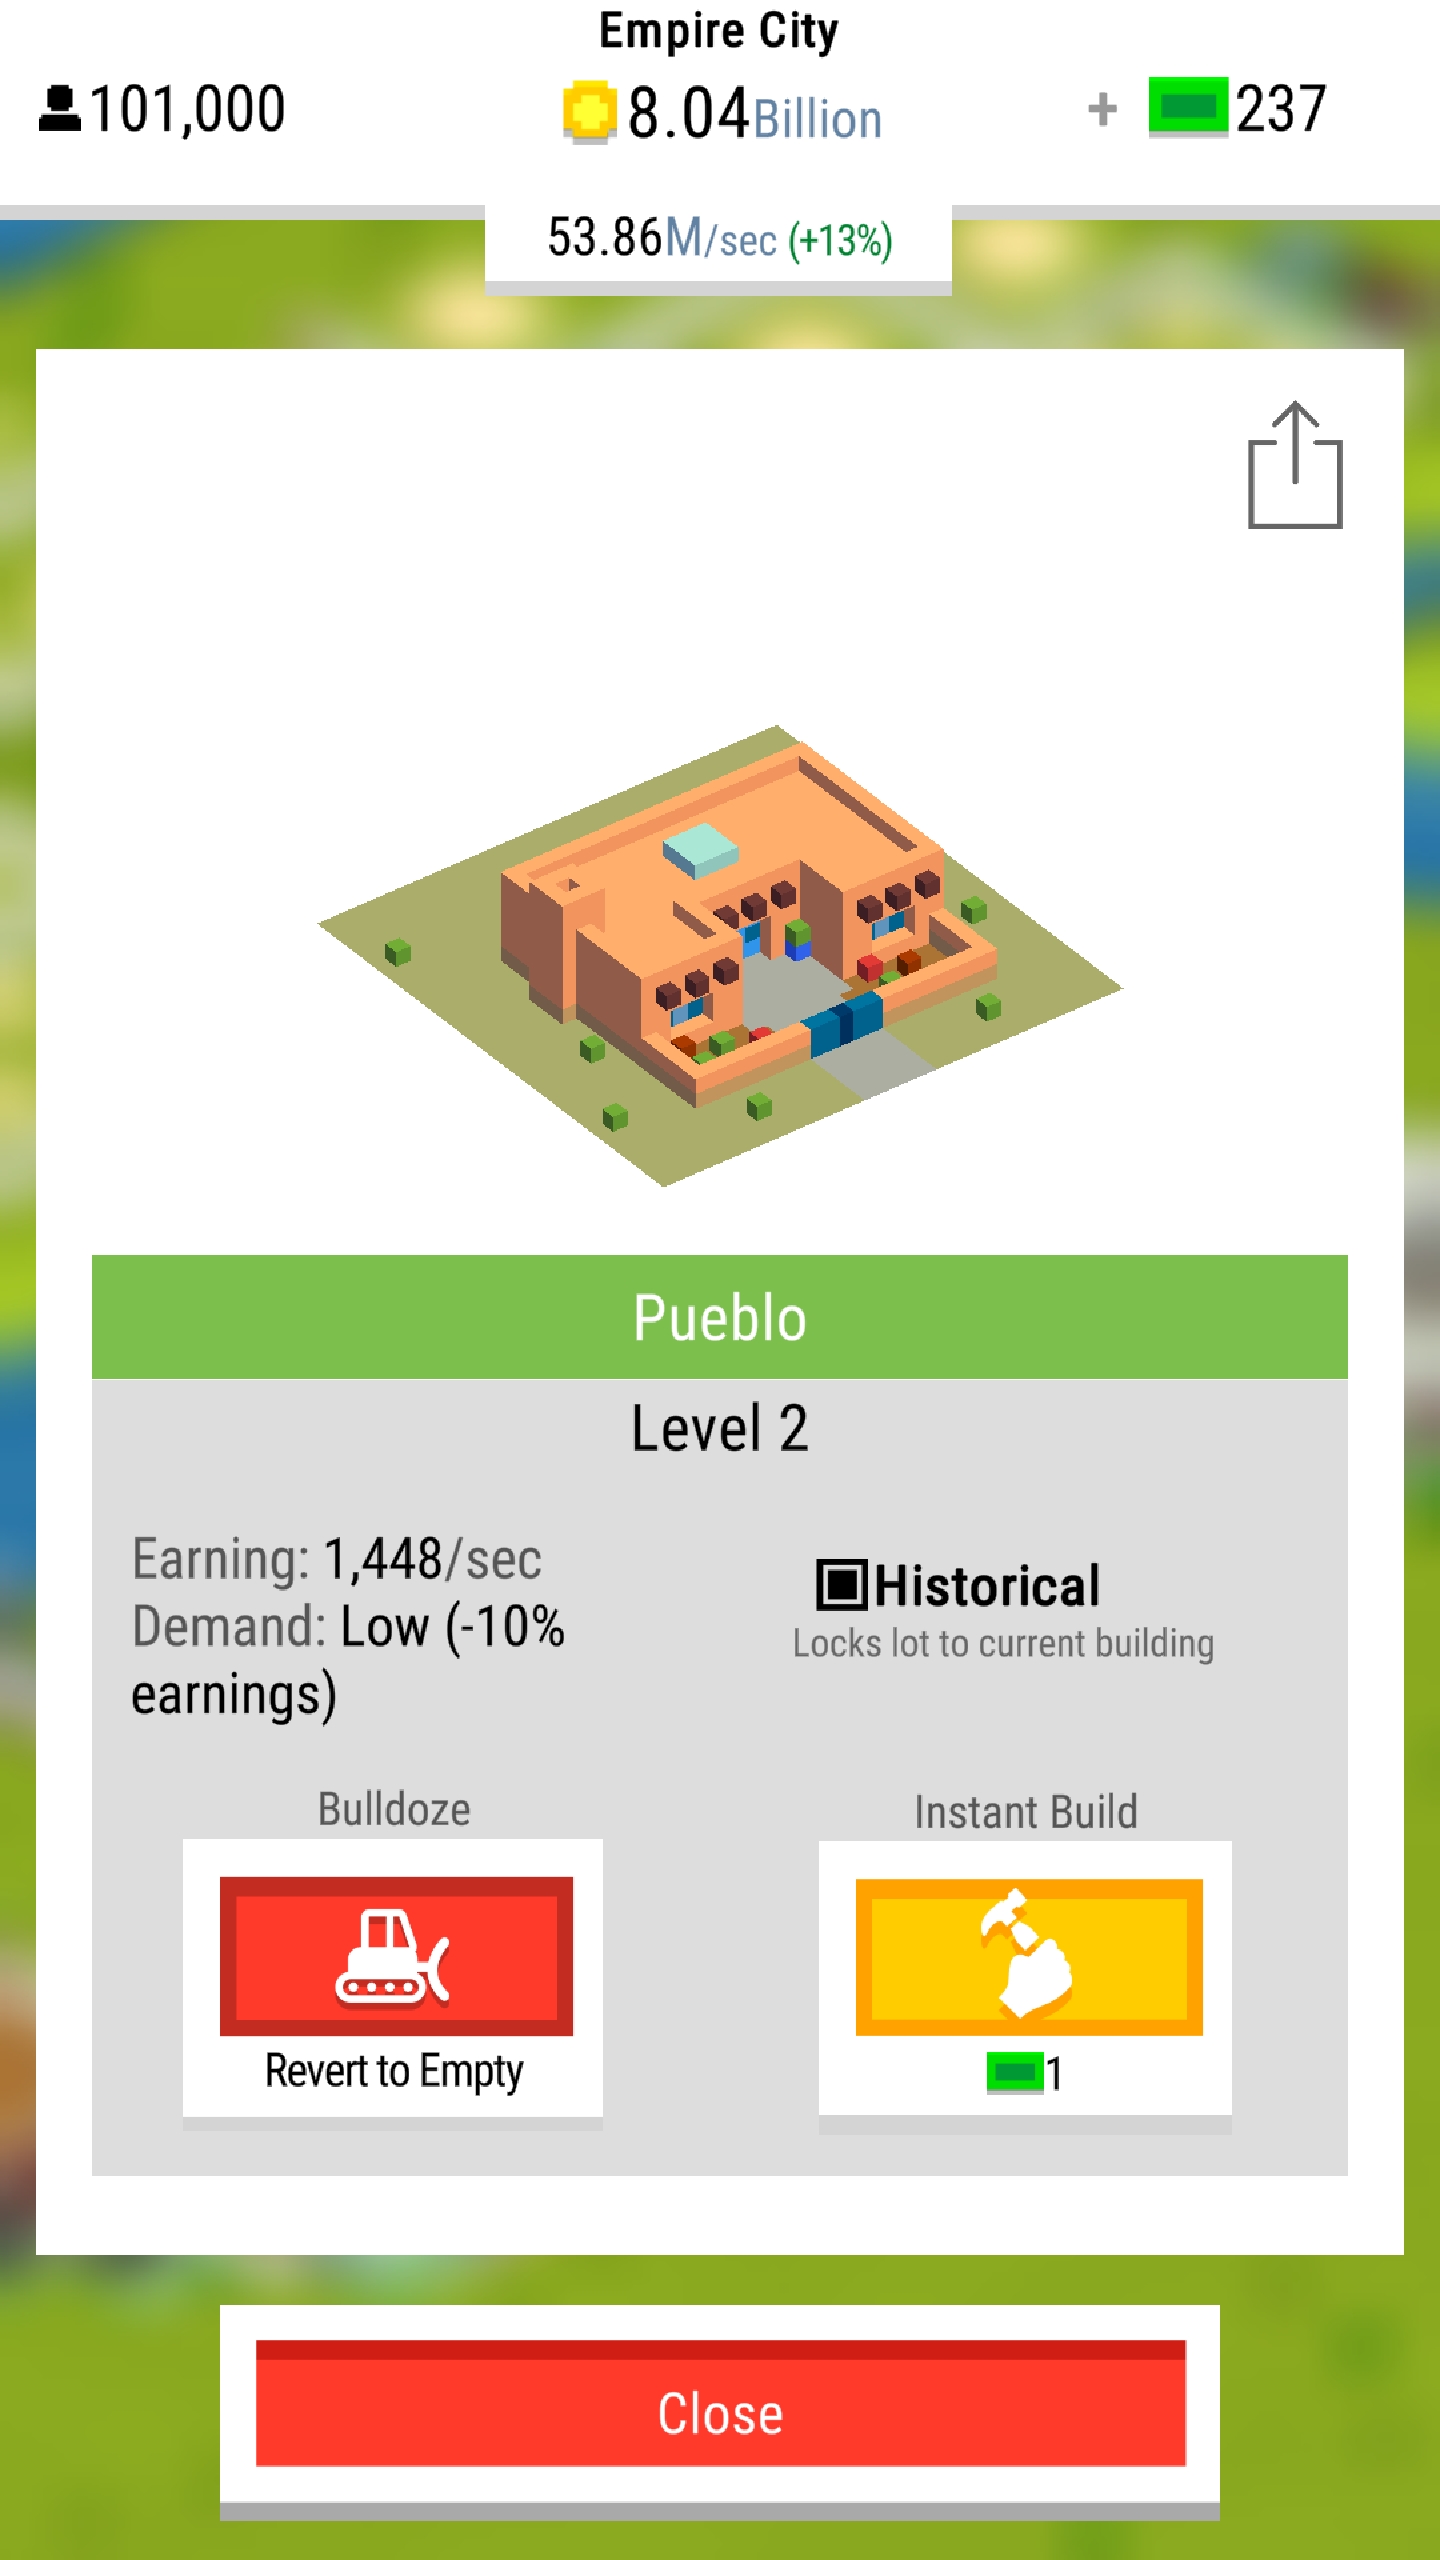 Empire City
101,000
8.04Billion
+ 237
53.86M/sec (+13%)
Pueblo
Level 2
Earning: 1,448/sec
Demand: Low (-10%
earnings)
Historical
Locks lot to current building
Bulldoze
Revert to Empty
Instant Build
1
Close